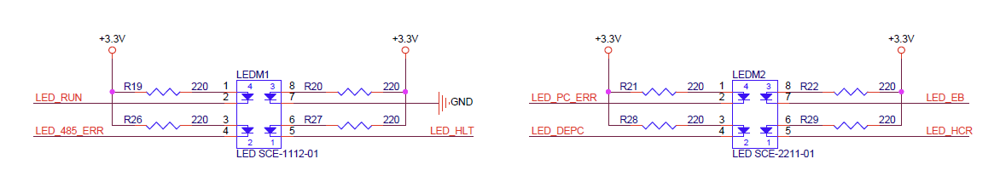 +3.3V +3.3V +3.3V +3.3V
LEDM1 LEDM2
R19 220 1 4 3 8 R20 220 R21 220 1 4 3 8 R22 220
LED_RUN 2 7 GND LED_PC_ERR 2 7 LED_EB
R26 220 3 6 R27 220 R28 220 3 6 R29 220
LED_485_ERR 4 2 1 5 LED_HLT LED_DEPC 4 2 1 5 LED_HCR
LED SCE-1112-01 LED SCE-2211-01